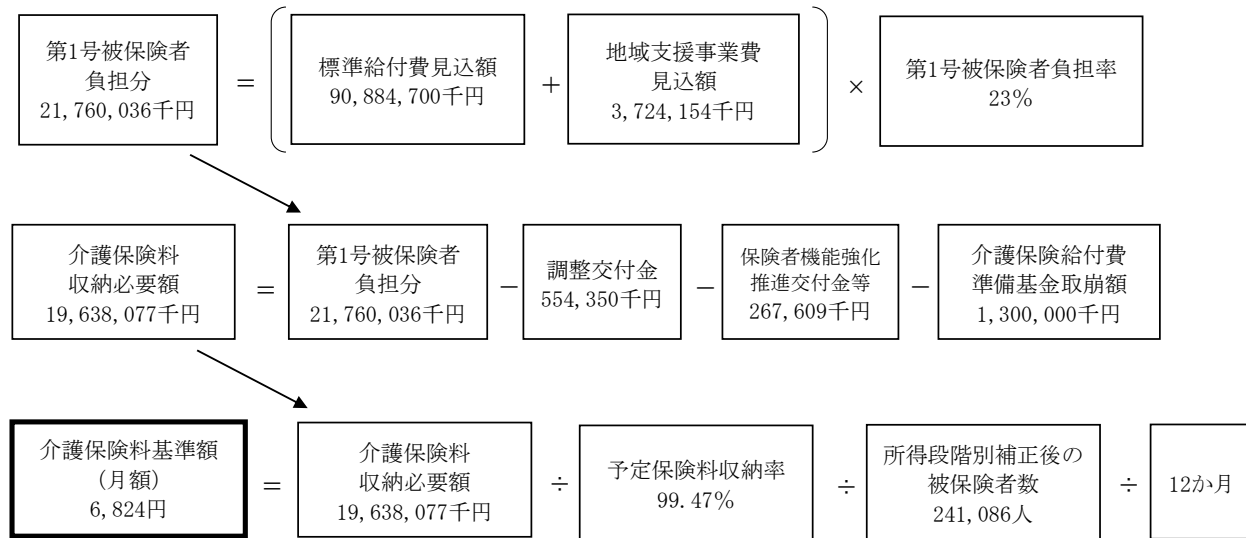 第1号被保険者
負担分
21,760,036千円
＝
標準給付費見込額
90,884,700千円
＋
地域支援事業費
見込額
3,724,154千円
×
第1号被保険者負担率
23％
介護保険料
収納必要額
19,638,077千円
＝
第1号被保険者
負担分
21,760,036千円
－
調整交付金
554,350千円
－
保険者機能強化
推進交付金等
267,609千円
－
介護保険給付費
準備基金取崩額
1,300,000千円
介護保険料基準額
(月額)
6,824円
＝
介護保険料
収納必要額
19,638,077千円
÷
予定保険料収納率
99.47％
÷
所得段階別補正後の
被保険者数
241,086人
÷
12か月